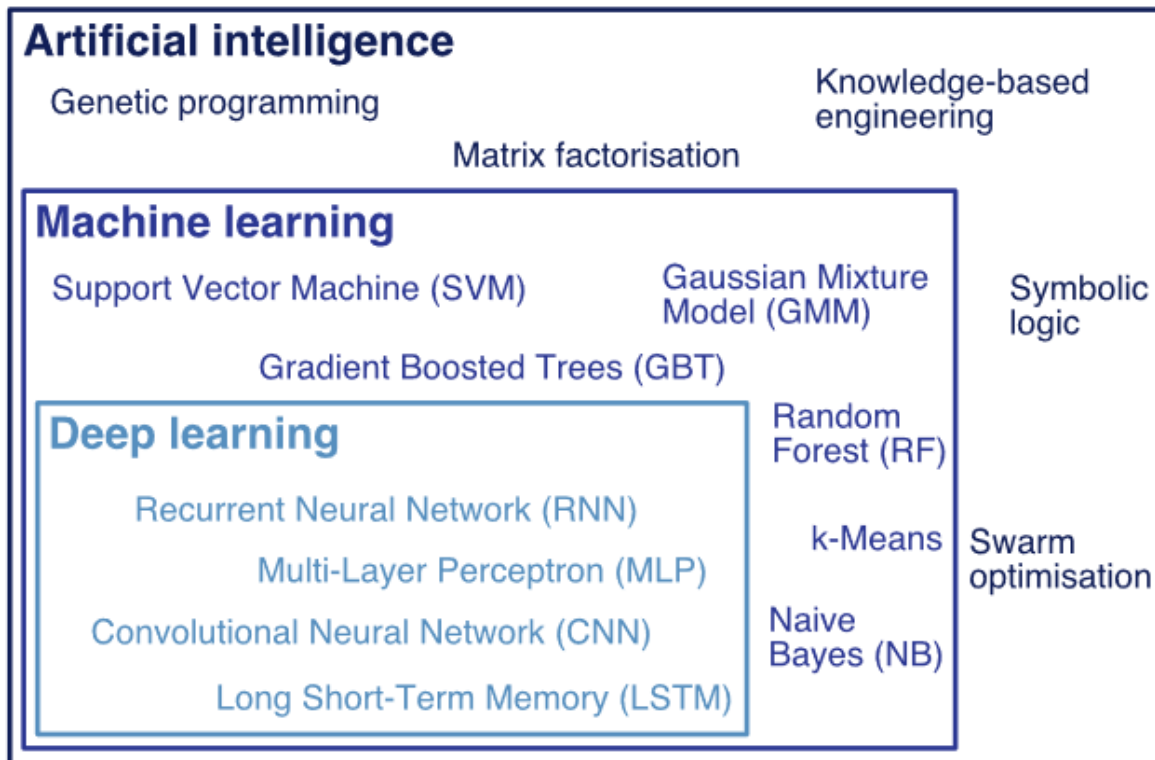 Artificial intelligence
Genetic programming
Knowledge-based
engineering
Matrix factorisation
Machine learning
Support Vector Machine (SVM)
Gaussian Mixture
Model (GMM)
Symbolic
logic
Gradient Boosted Trees (GBT)
Deep learning
Random
Forest (RF)
Recurrent Neural Network (RNN)
k-Means
Swarm
optimisation
Multi-Layer Perceptron (MLP)
Convolutional Neural Network (CNN)
Naive
Bayes (NB)
Long Short-Term Memory (LSTM)